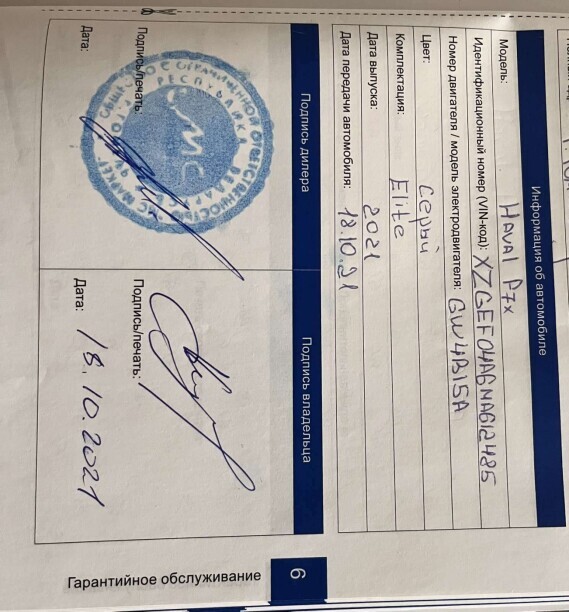 Информация об автомобиле
Модель: HAVAL F7x
Идентификационный номер (VIN-код): XZGEF04AGNA612485
Номер двигателя / модель электродвигателя: GW4B15A
Цвет: Серый
Комплектация: Elite
Дата выпуска: 2021
Дата передачи автомобиля: 18.10.21
Подпись дилера
Подпись владельца
Подпись/печать:
Подпись/печать:
Дата:
Дата: 18.10.2021
Гарантийное обслуживание
6